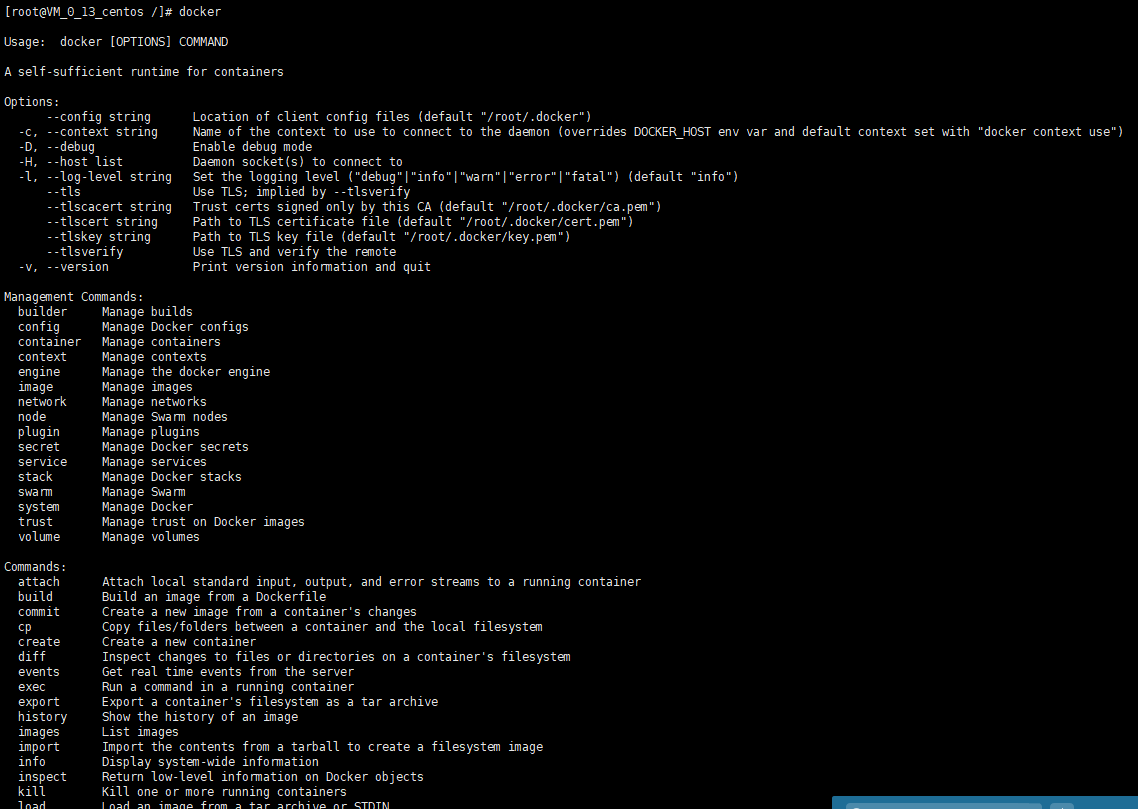 [root@VM_0_13_centos /]# docker
Usage:  docker [OPTIONS] COMMAND
A self-sufficient runtime for containers
Options:
      --config string      Location of client config files (default "/root/.docker")
  -c, --context string     Name of the context to use to connect to the daemon (overrides DOCKER_HOST env var and default context set with "docker context use")
  -D, --debug              Enable debug mode
  -H, --host list          Daemon socket(s) to connect to
  -l, --log-level string   Set the logging level ("debug"|"info"|"warn"|"error"|"fatal") (default "info")
      --tls                Use TLS; implied by --tlsverify
      --tlscacert string   Trust certs signed only by this CA (default "/root/.docker/ca.pem")
      --tlscert string     Path to TLS certificate file (default "/root/.docker/cert.pem")
      --tlskey string      Path to TLS key file (default "/root/.docker/key.pem")
      --tlsverify          Use TLS and verify the remote
  -v, --version            Print version information and quit
Management Commands:
  builder     Manage builds
  config      Manage Docker configs
  container   Manage containers
  context     Manage contexts
  engine      Manage the docker engine
  image       Manage images
  network     Manage networks
  node        Manage Swarm nodes
  plugin      Manage plugins
  secret      Manage Docker secrets
  service     Manage services
  stack       Manage Docker stacks
  swarm       Manage Swarm
  system      Manage Docker
  trust       Manage trust on Docker images
  volume      Manage volumes
Commands:
  attach      Attach local standard input, output, and error streams to a running container
  build       Build an image from a Dockerfile
  commit      Create a new image from a container's changes
  cp          Copy files/folders between a container and the local filesystem
  create      Create a new container
  diff        Inspect changes to files or directories on a container's filesystem
  events      Get real time events from the server
  exec        Run a command in a running container
  export      Export a container's filesystem as a tar archive
  history     Show the history of an image
  images      List images
  import      Import the contents from a tarball to create a filesystem image
  info        Display system-wide information
  inspect     Return low-level information on Docker objects
  kill        Kill one or more running containers
  load        Load an image from a tar archive or STDIN